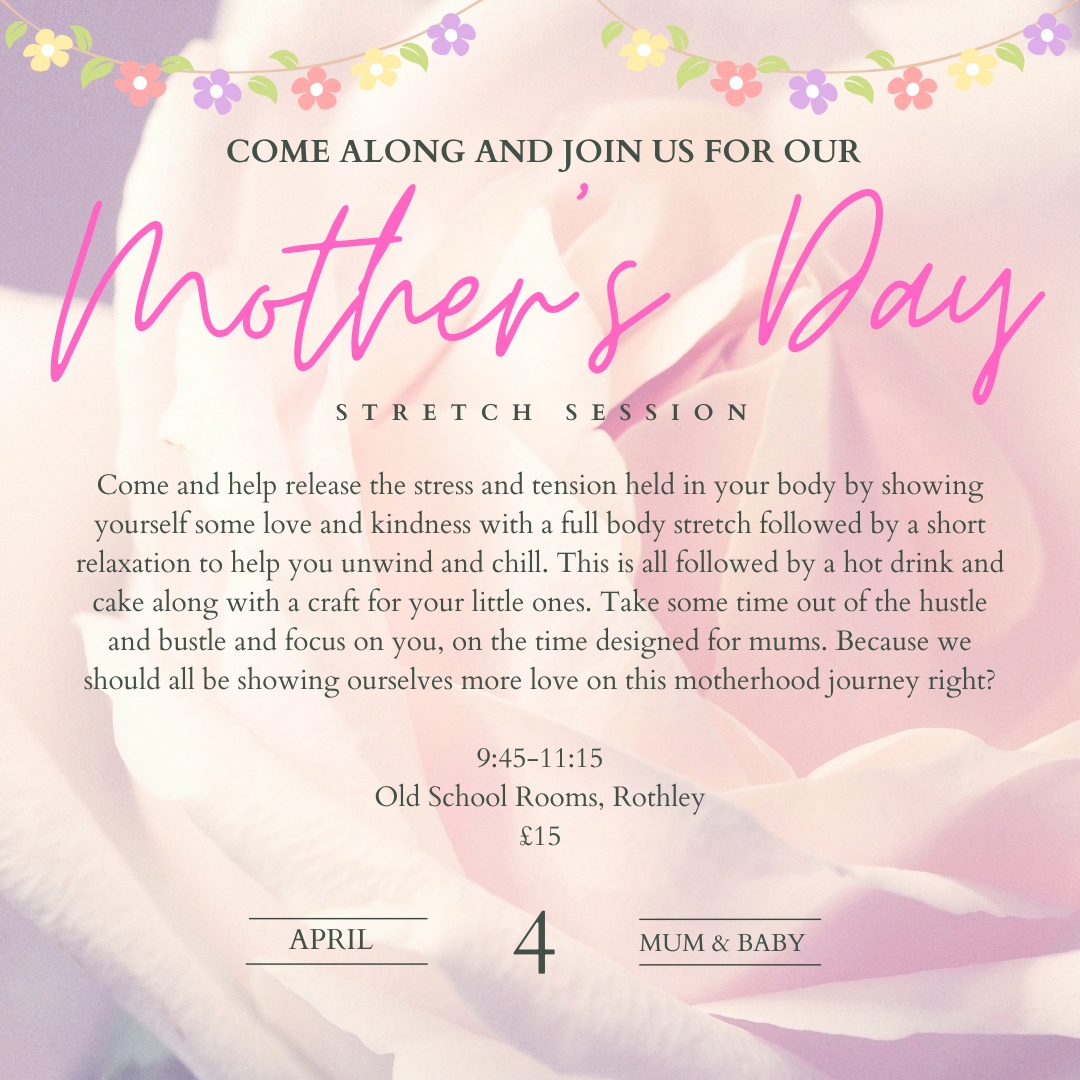 COME ALONG AND JOIN US FOR OUR
Mother's Day
STRETCH SESSION
Come and help release the stress and tension held in your body by showing
yourself some love and kindness with a full body stretch followed by a short
relaxation to help you unwind and chill. This is all followed by a hot drink and
cake along with a craft for your little ones. Take some time out of the hustle
and bustle and focus on you, on the time designed for mums. Because we
should all be showing ourselves more love on this motherhood journey right?
9:45-11:15
Old School Rooms, Rothley
£15
APRIL
4
MUM & BABY